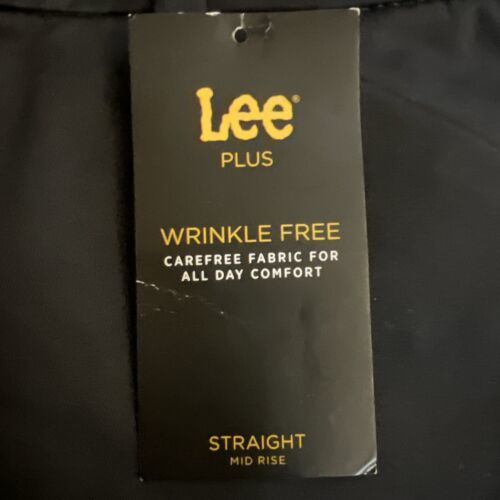 Lee®
PLUS
WRINKLE FREE
CAREFREE FABRIC FOR
ALL DAY COMFORT
STRAIGHT
MID RISE